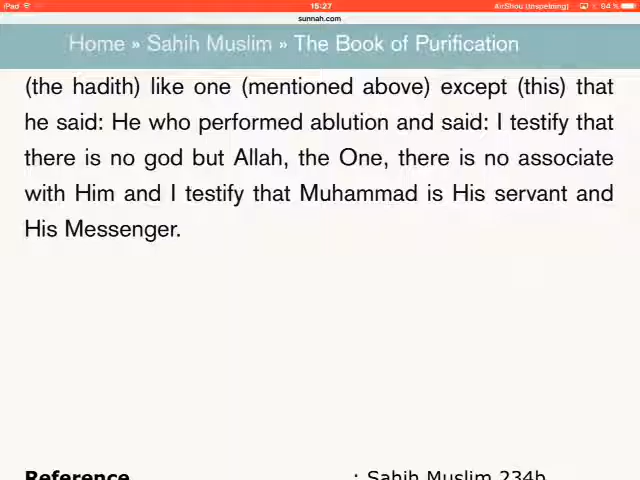 iPad 15:27 AirShou (Inspelning) 64 %
sunnah.com
Home » Sahih Muslim » The Book of Purification
(the hadith) like one (mentioned above) except (this) that
he said: He who performed ablution and said: I testify that
there is no god but Allah, the One, there is no associate
with Him and I testify that Muhammad is His servant and
His Messenger.
Reference : Sahih Muslim 234b